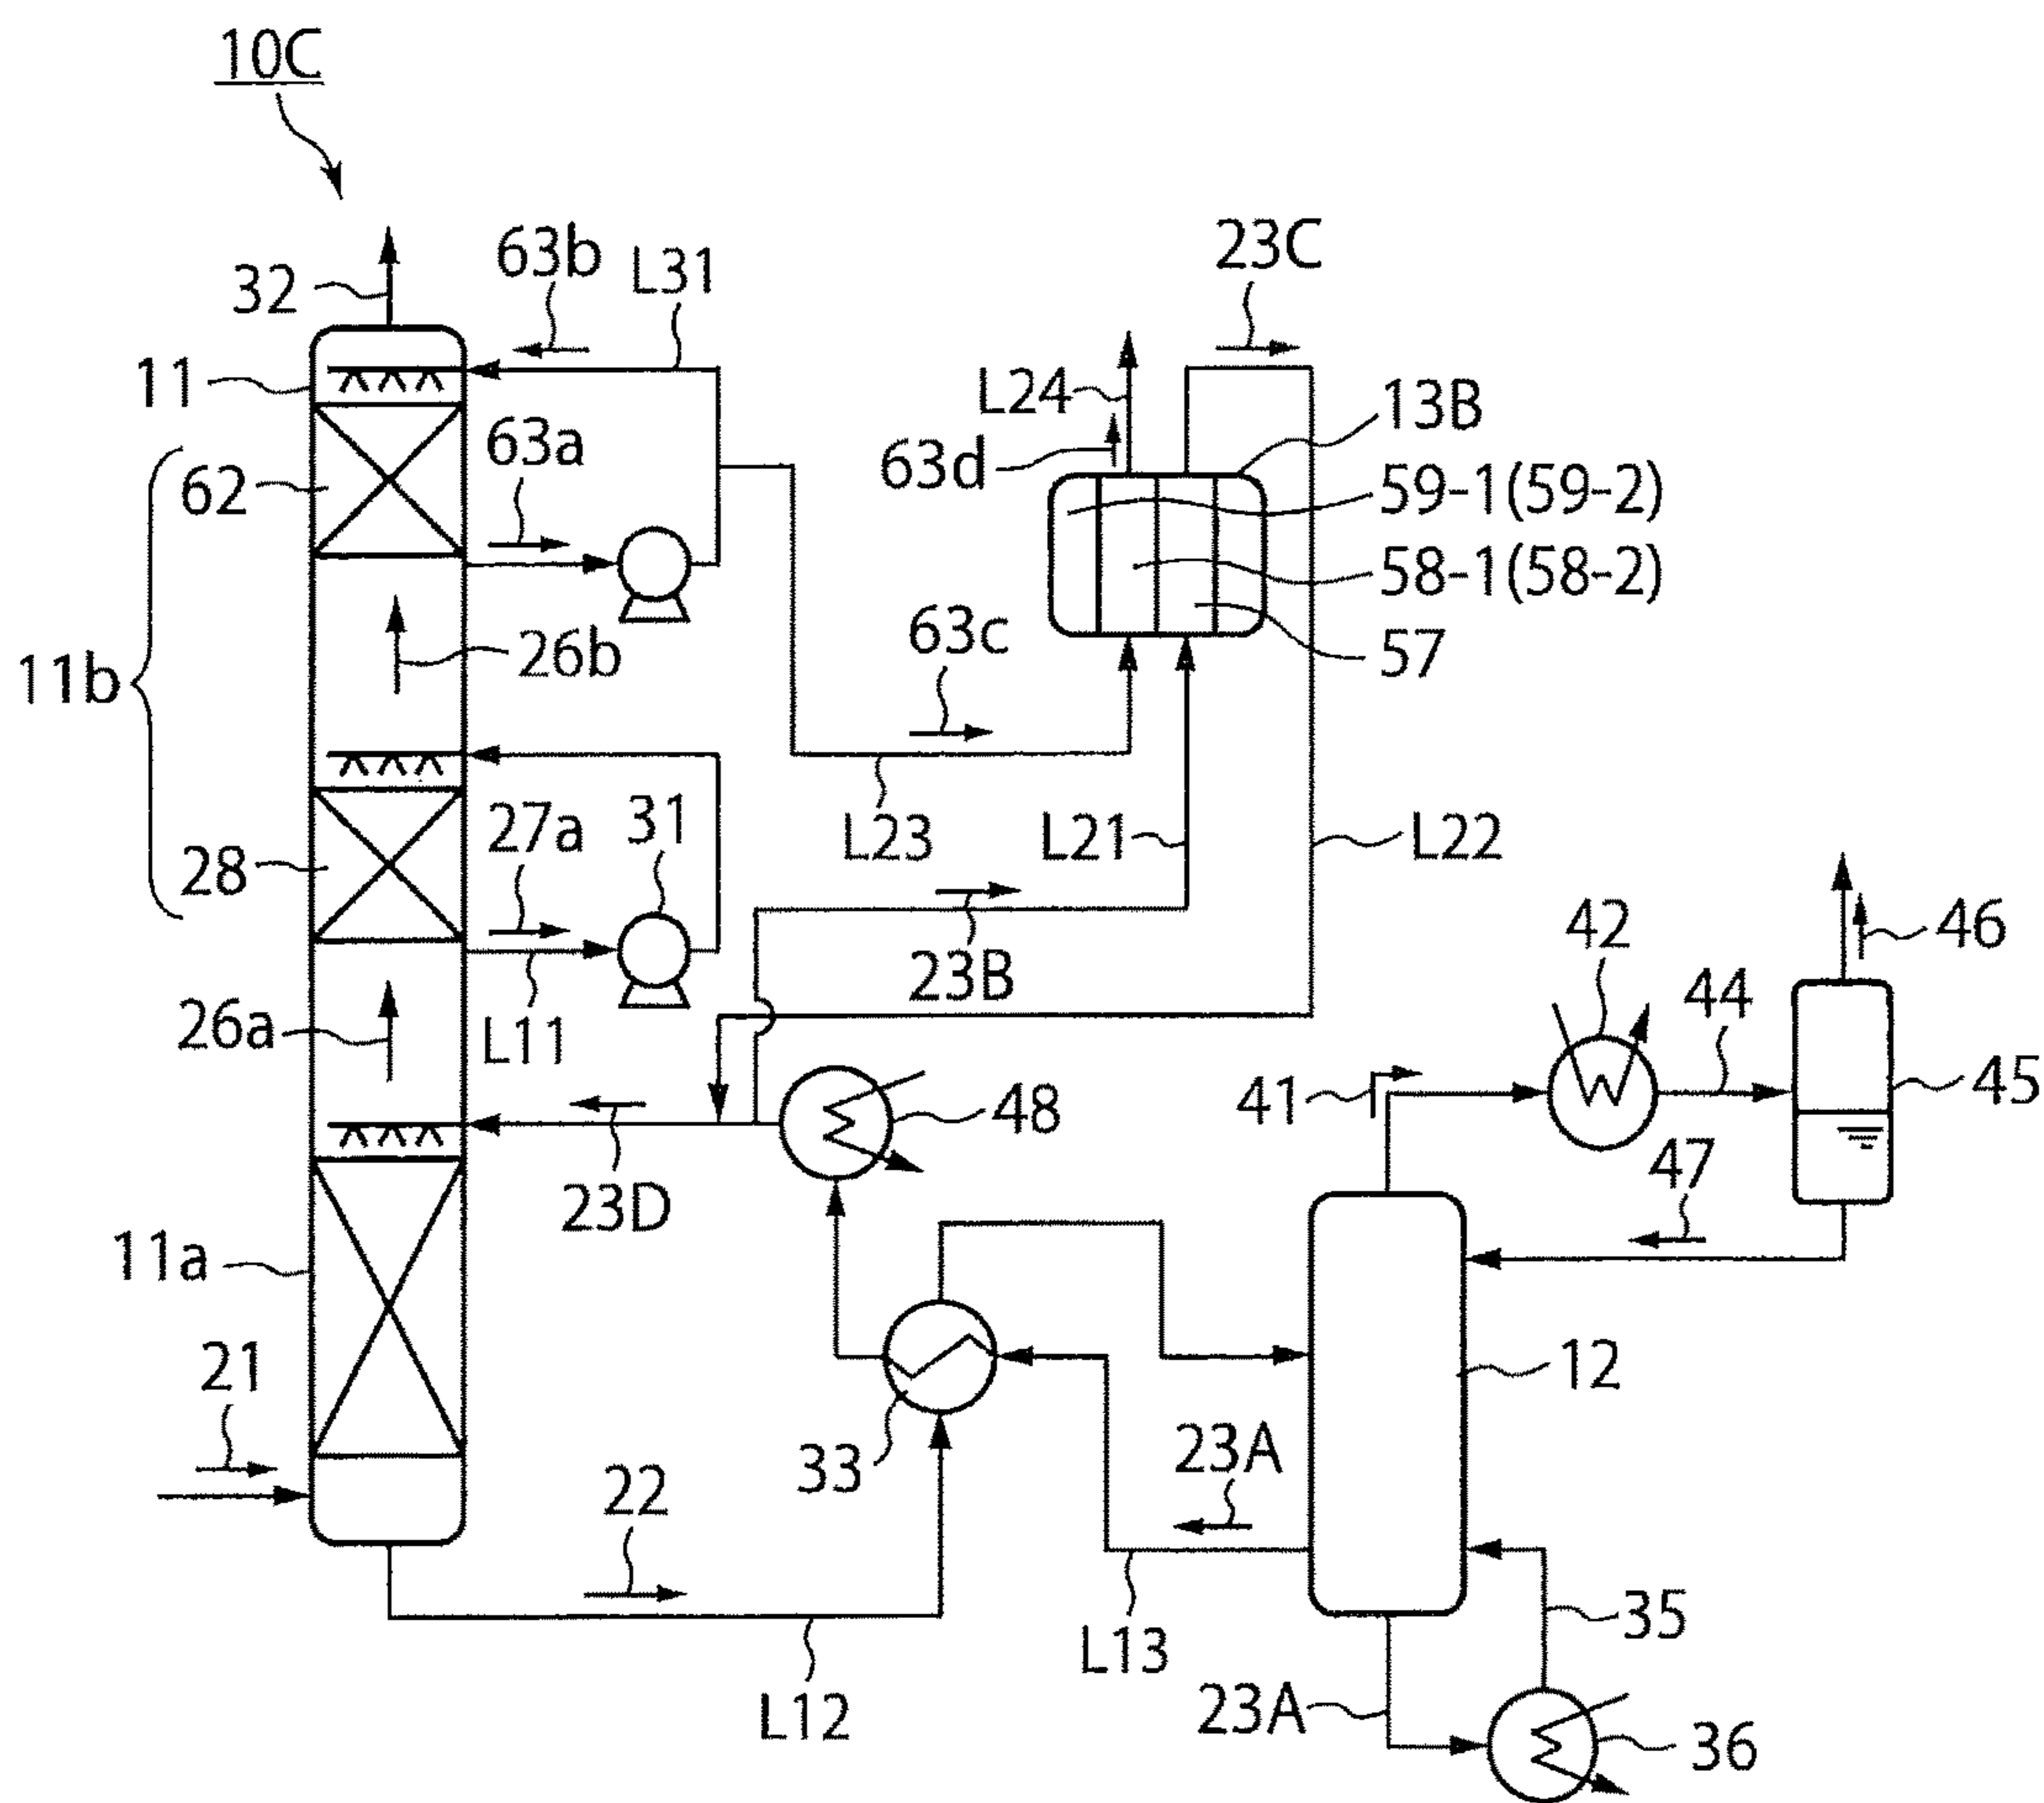 10C
63b
L31
23C
32
11
L24
13B
63a
63d
62
59-1(59-2)
58-1(58-2)
63c
57
26b
11b
27a
31
L23
L21
L22
28
42
46
23B
44
26a
L11
41
48
45
47
23D
11a
21
12
33
23A
22
35
L13
L12
23A
36